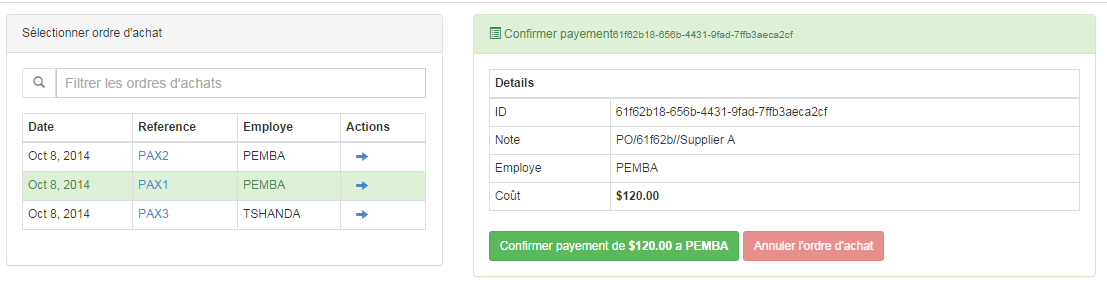 Sélectionner ordre d'achat
Filtrer les ordres d'achats
Date Reference Employe Actions
Oct 8, 2014 PAX2 PEMBA
Oct 8, 2014 PAX1 PEMBA
Oct 8, 2014 PAX3 TSHANDA
Confirmer payement61f62b18-656b-4431-9fad-7ffb3aeca2cf
Details
ID 61f62b18-656b-4431-9fad-7ffb3aeca2cf
Note PO/61f62b//Supplier A
Employe PEMBA
Coût $120.00
Confirmer payement de $120.00 a PEMBA Annuler l'ordre d'achat